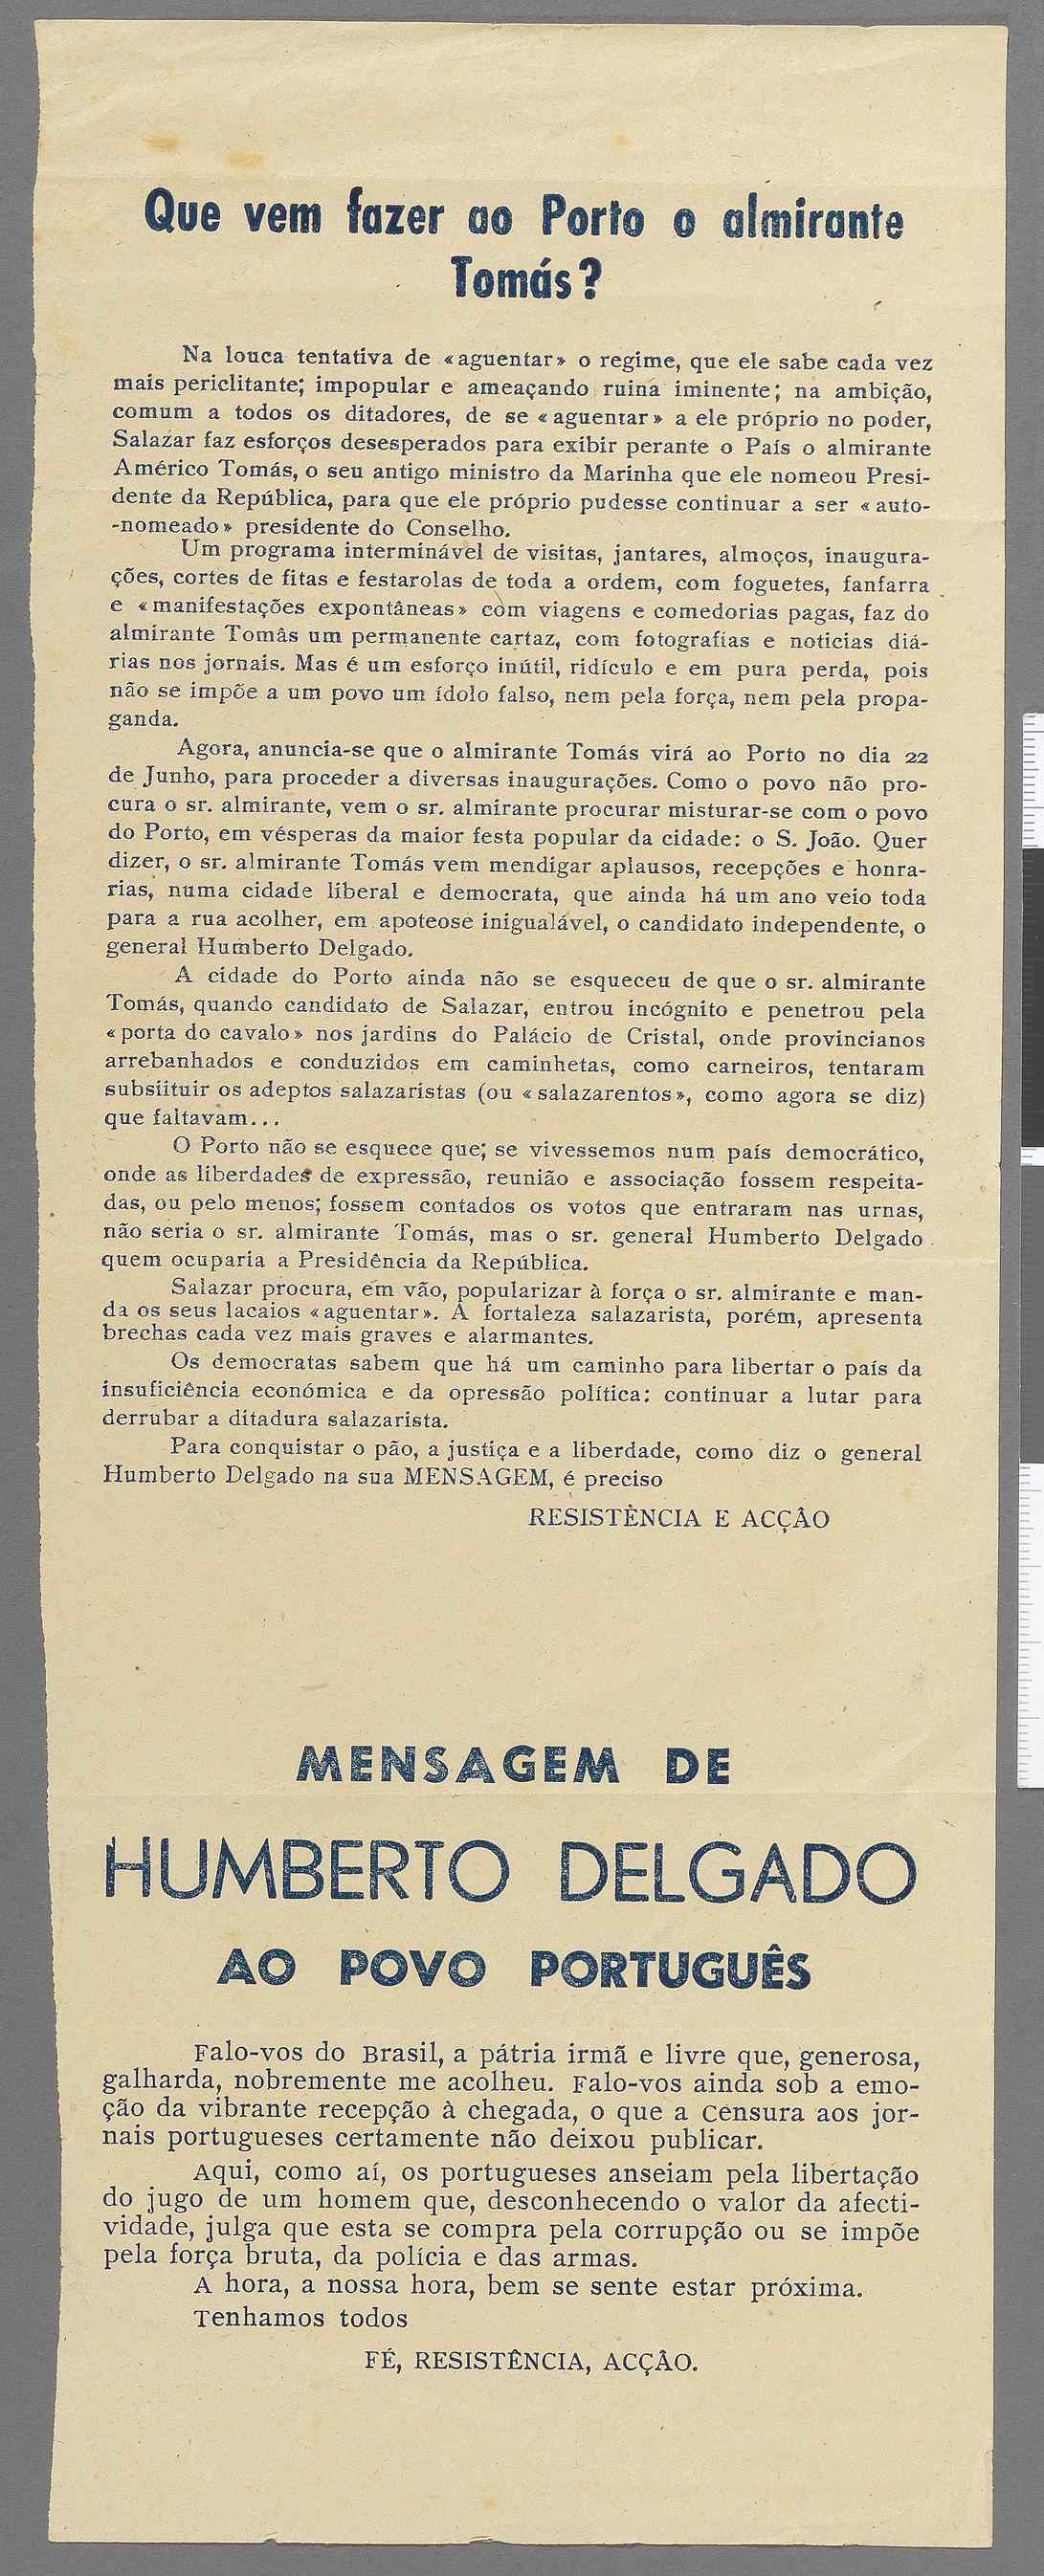 Que vem fazer ao Porto o almirante
Tomás?
Na louca tentativa de «aguentar» o regime, que ele sabe cada vez
mais periclitante; impopular e ameaçando ruina iminente; na ambição,
comum a todos os ditadores, de se «aguentar» a ele próprio no poder,
Salazar faz esforços desesperados para exibir perante o País o almirante
Américo Tomás, o seu antigo ministro da Marinha que ele nomeou Presi-
dente da República, para que ele próprio pudesse continuar a ser «auto-
-nomeado» presidente do Conselho.
Um programa interminável de visitas, jantares, almoços, inaugura-
ções, cortes de fitas e festarolas de toda a ordem, com foguetes, fanfarra
e «manifestações expontâneas» com viagens e comedorias pagas, faz do
almirante Tomâs um permanente cartaz, com fotografias e noticias diá-
rias nos jornais. Mas é um esforço inútil, ridículo e em pura perda, pois
não se impõe a um povo um ídolo falso, nem pela força, nem pela propa-
ganda.
Agora, anuncia-se que o almirante Tomás virá ao Porto no dia 22
de Junho, para proceder a diversas inaugurações. Como o povo não pro-
cura o sr. almirante, vem o sr. almirante procurar misturar-se com o povo
do Porto, em vésperas da maior festa popular da cidade: o S. João. Quer
dizer, o sr. almirante Tomás vem mendigar aplausos, recepções e honra-
rias, numa cidade liberal e democrata, que ainda há um ano veio toda
para a rua acolher, em apoteose inigualável, o candidato independente, o
general Humberto Delgado.
A cidade do Porto ainda não se esqueceu de que o sr. almirante
Tomás, quando candidato de Salazar, entrou incógnito e penetrou pela
«porta do cavalo» nos jardins do Palácio de Cristal, onde provincianos
arrebanhados e conduzidos em caminhetas, como carneiros, tentaram
subsiituir os adeptos salazaristas (ou «salazarentos», como agora se diz)
que faltavam...
O Porto não se esquece que; se vivessemos num país democrático,
onde as liberdades de expressão, reunião e associação fossem respeita-
das, ou pelo menos; fossem contados os votos que entraram nas urnas,
não seria o sr. almirante Tomás, mas o sr. general Humberto Delgado
quem ocuparia a Presidência da República.
Salazar procura, em vão, popularizar à força o sr. almirante e man-
da os seus lacaios «aguentar». A fortaleza salazarista, porém, apresenta
brechas cada vez mais graves e alarmantes.
Os democratas sabem que há um caminho para libertar o país da
insuficiência económica e da opressão política: continuar a lutar para
derrubar a ditadura salazarista.
Para conquistar o pão, a justiça e a liberdade, como diz o general
Humberto Delgado na sua MENSAGEM, é preciso
RESISTÊNCIA E ACÇÃO
MENSAGEM DE
HUMBERTO DELGADO
AO POVO PORTUGUÊS
Falo-vos do Brasil, a pátria irmã e livre que, generosa,
galharda, nobremente me acolheu. Falo-vos ainda sob a emo-
ção da vibrante recepção à chegada, o que a Censura aos jor-
nais portugueses certamente não deixou publicar.
Aqui, como aí, os portugueses anseiam pela libertação
do jugo de um homem que, desconhecendo o valor da afecti-
vidade, julga que esta se compra pela corrupção ou se impõe
pela força bruta, da polícia e das armas.
A hora, a nossa hora, bem se sente estar próxima.
Tenhamos todos
FÉ, RESISTÊNCIA, ACÇÃO.